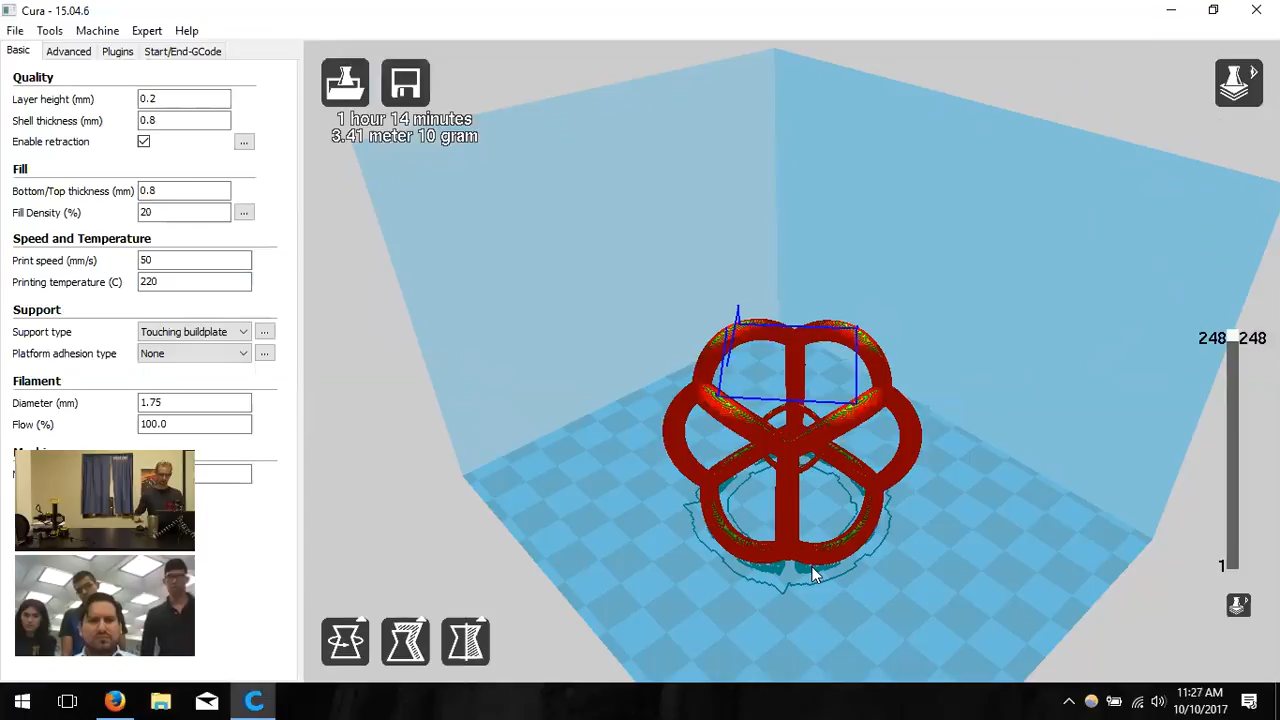 Cura - 15.04.6
File Tools Machine Expert Help
Basic Advanced Plugins Start/End-GCode
Quality
Layer height (mm) 0.2
Shell thickness (mm) 0.8
Enable retraction ...
Fill
Bottom/Top thickness (mm) 0.8
Fill Density (%) 20 ...
Speed and Temperature
Print speed (mm/s) 50
Printing temperature (C) 220
Support
Support type Touching buildplate ...
Platform adhesion type None ...
Filament
Diameter (mm) 1.75
Flow (%) 100.0
1 hour 14 minutes
3.41 meter 10 gram
248 248
1
11:27 AM
10/10/2017